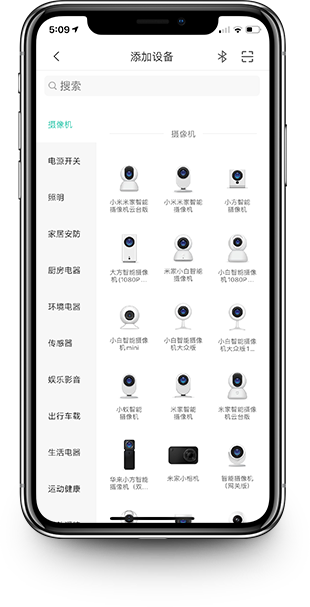 5:09
添加设备
搜索
摄像机
电源开关
照明
家居安防
厨房电器
环境电器
传感器
娱乐影音
出行车载
生活电器
运动健康
摄像机
小米米家智能
摄像机云台版
小米米家智能
摄像机
小方智能
摄像机
大方智能摄像
机(1080P...
米家小白智能
摄像机
小白智能摄像
机1080P...
小白智能摄像
机mini
小白智能摄像
机大众版
小白智能摄像
机大众版1...
小蚁智能
摄像机
米家智能
摄像机
米家智能摄像
机云台版
华来小方智能
摄像机（双...
米家小相机
智能摄像机
（网关版）